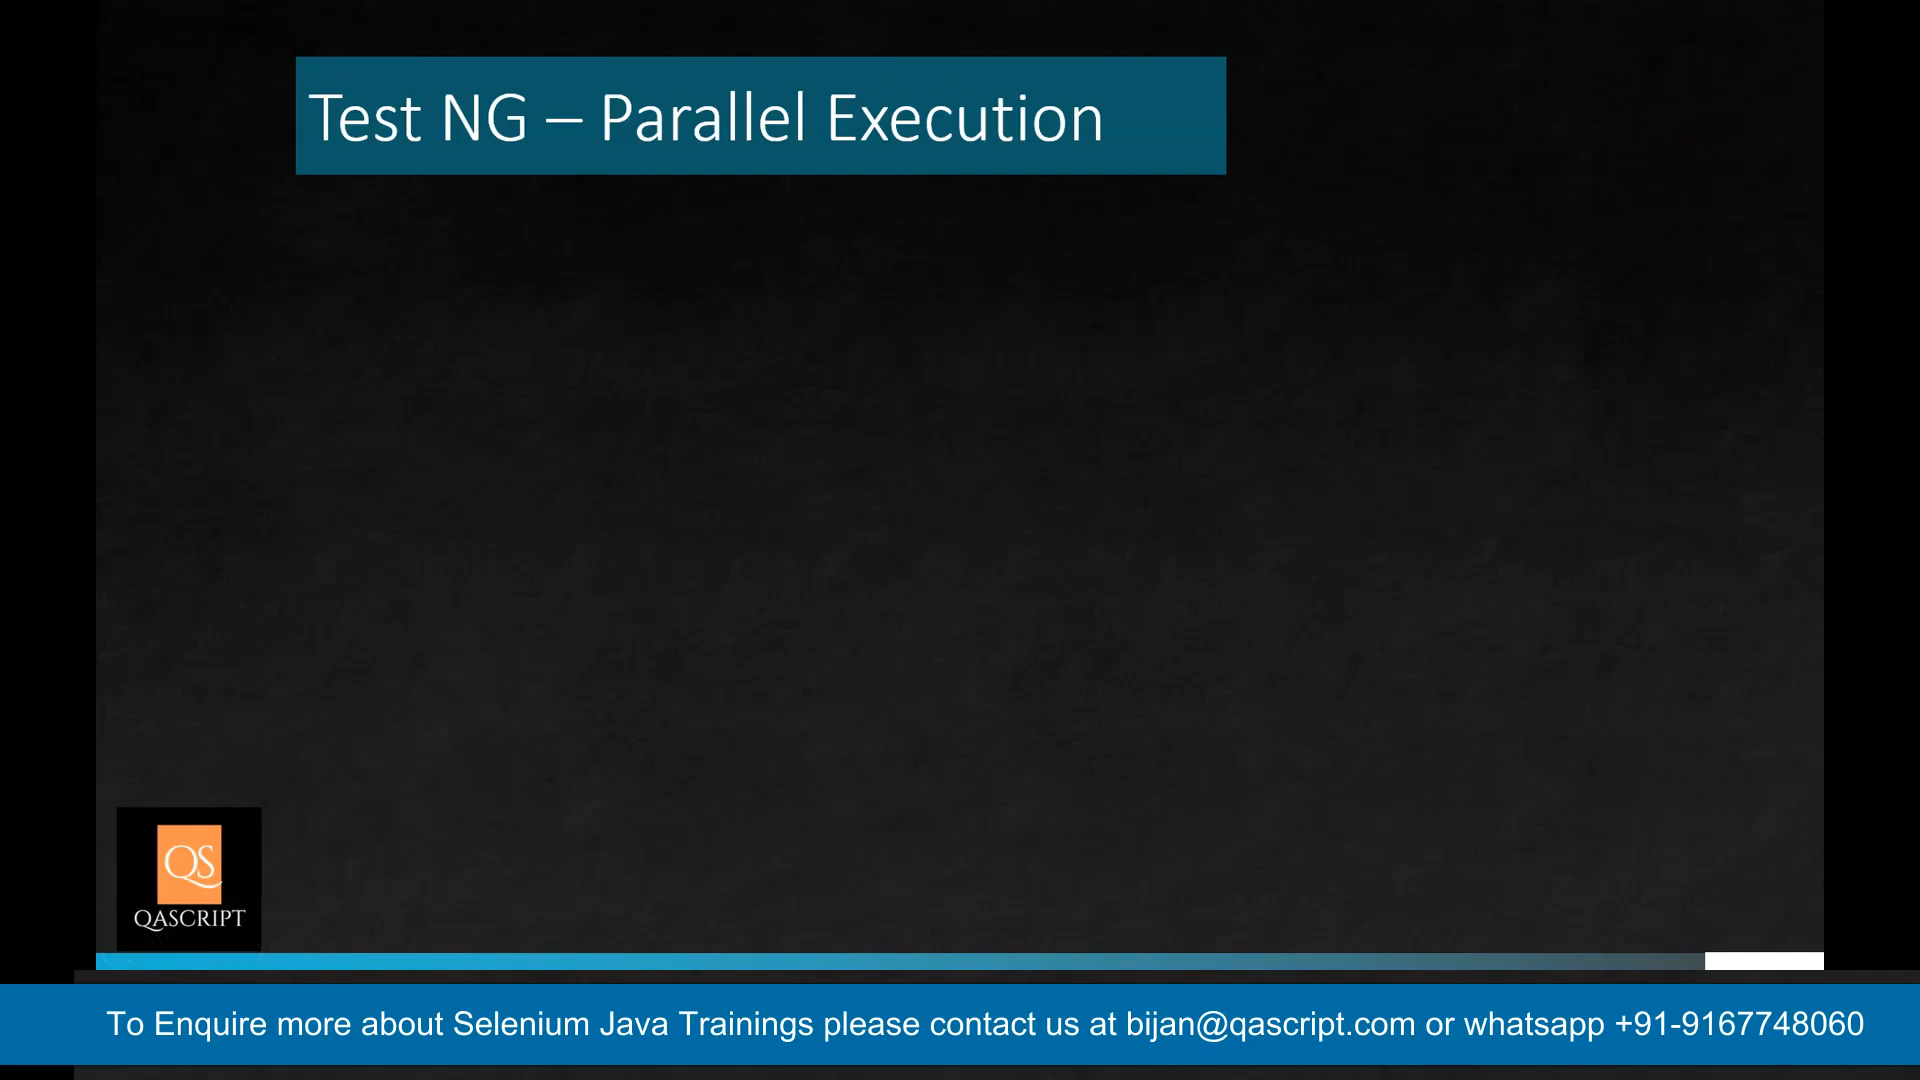 Test NG – Parallel Execution
QS
QASCRIPT
To Enquire more about Selenium Java Trainings please contact us at bijan@qascript.com or whatsapp +91-9167748060